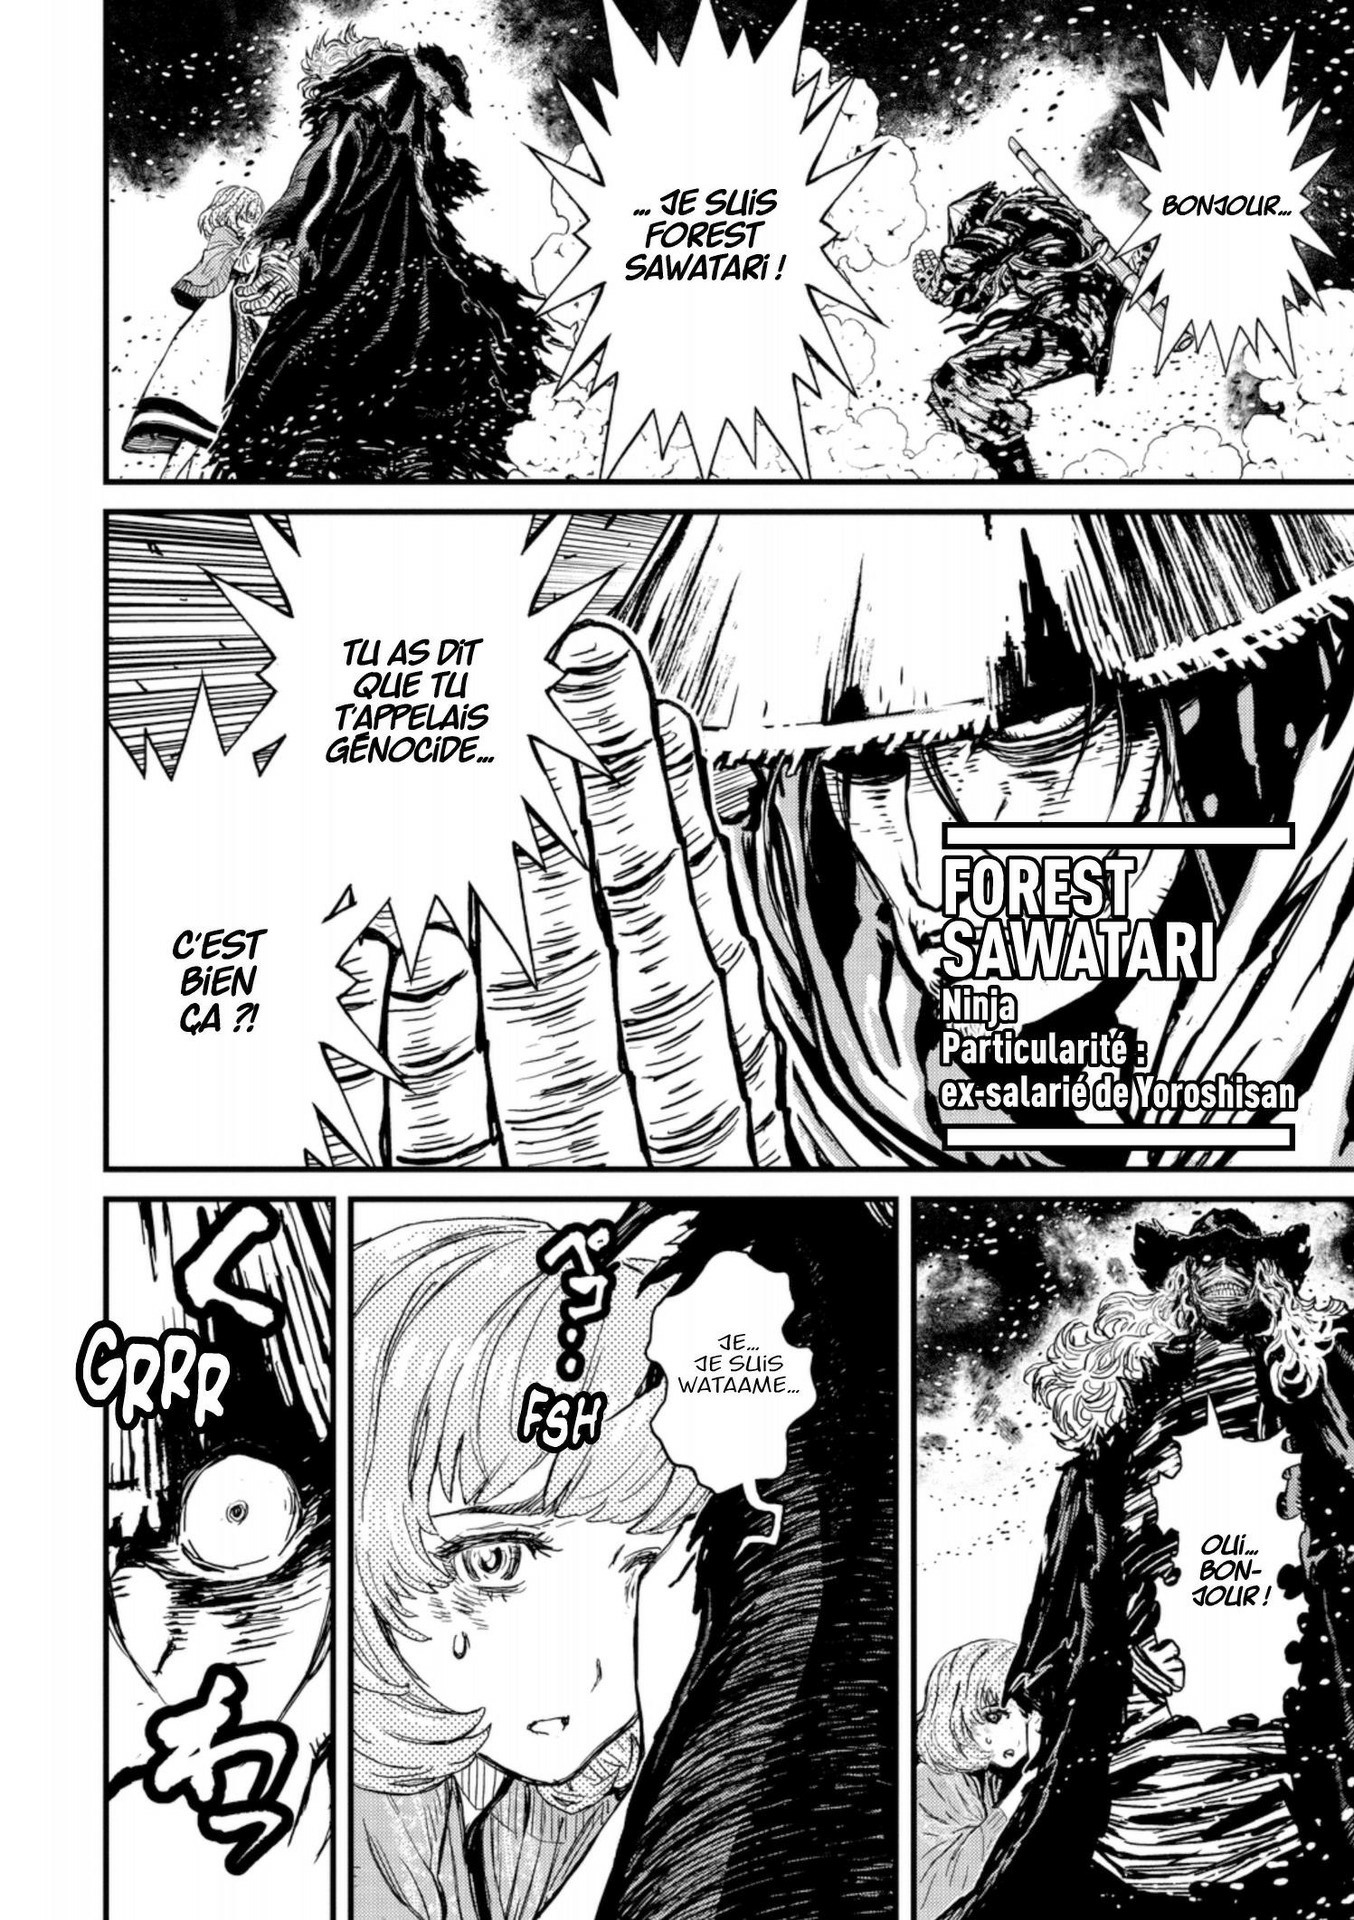 BONJOUR...
... JE SUIS
FOREST
SAWATARI !
TU AS DIT
QUE TU
T'APPELAIS
GÉNOCIDE...
C'EST
BIEN
ÇA ?!
FOREST
SAWATARI
Ninja
Particularité :
ex-salarié de Yoroshisan
OUI...
BON-
JOUR !
JE...
JE SUIS
WATAAME...
ペコ..
FSH
くわっ
GRRR